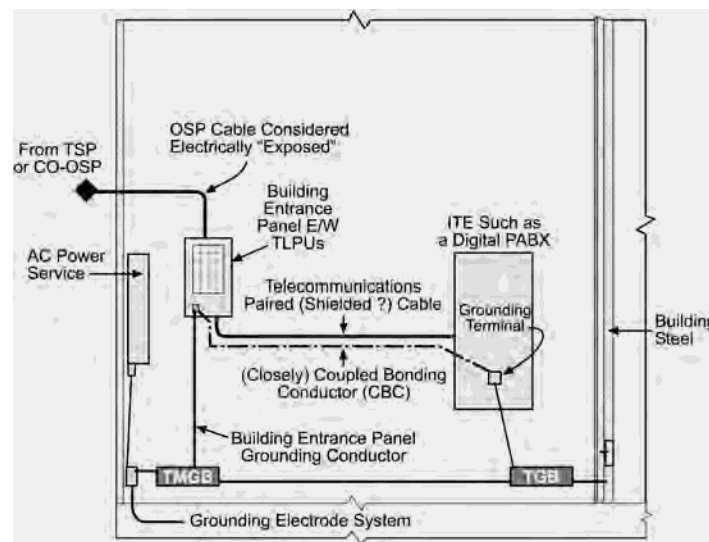 OSP Cable Considered
Electrically "Exposed"
From TSP
or CO-OSP
Building
Entrance
Panel E/W
TLPUs
ITE Such as
a Digital PABX
AC Power
Service
Telecommunications
Paired (Shielded ?) Cable
Grounding
Terminal
Building
Steel
(Closely) Coupled Bonding
Conductor (CBC)
Building Entrance Panel
Grounding Conductor
TMGB
TGB
Grounding Electrode System